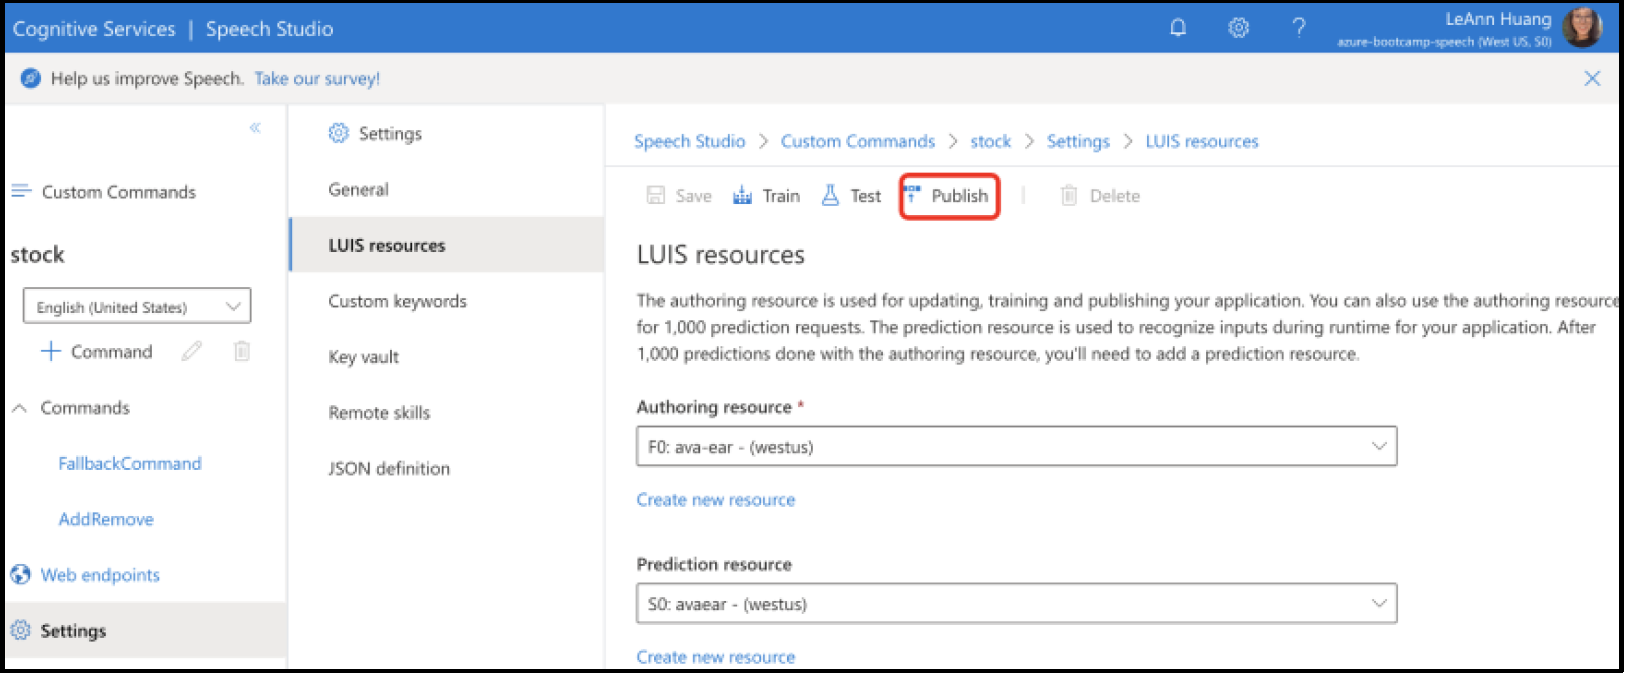 Cognitive Services | Speech Studio
LeAnn Huang
azure-bootcamp-speech (West US, S0)
Help us improve Speech. Take our survey!
Custom Commands
stock
English (United States)
Command
Commands
FallbackCommand
AddRemove
Web endpoints
Settings
Settings
General
LUIS resources
Custom keywords
Key vault
Remote skills
JSON definition
Speech Studio > Custom Commands > stock > Settings > LUIS resources
Save Train Test Publish | Delete
LUIS resources
The authoring resource is used for updating, training and publishing your application. You can also use the authoring resource
for 1,000 prediction requests. The prediction resource is used to recognize inputs during runtime for your application. After
1,000 predictions done with the authoring resource, you'll need to add a prediction resource.
Authoring resource *
F0: ava-ear - (westus)
Create new resource
Prediction resource
S0: avaear - (westus)
Create new resource